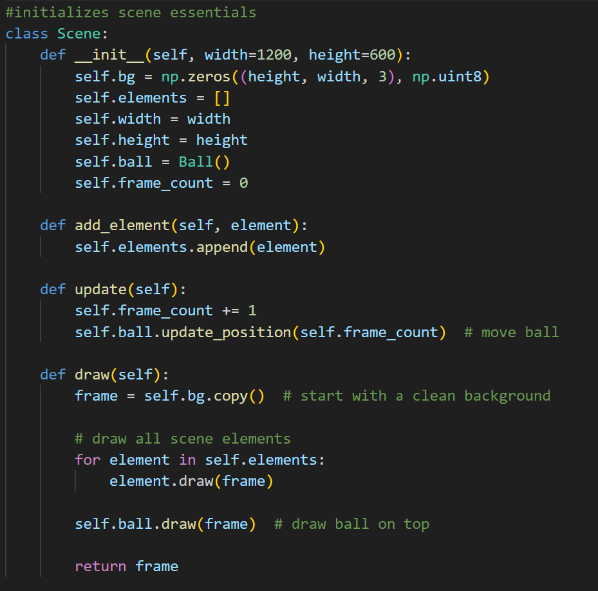 #initializes scene essentials
class Scene:
    def __init__(self, width=1200, height=600):
        self.bg = np.zeros((height, width, 3), np.uint8)
        self.elements = []
        self.width = width
        self.height = height
        self.ball = Ball()
        self.frame_count = 0

    def add_element(self, element):
        self.elements.append(element)

    def update(self):
        self.frame_count += 1
        self.ball.update_position(self.frame_count)  # move ball

    def draw(self):
        frame = self.bg.copy()  # start with a clean background

        # draw all scene elements
        for element in self.elements:
            element.draw(frame)

        self.ball.draw(frame)  # draw ball on top

        return frame